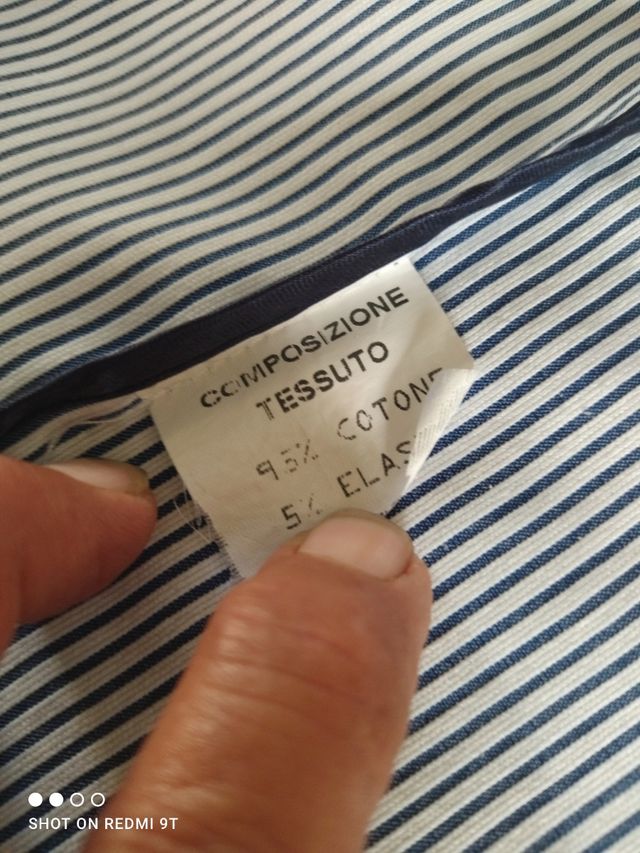 COMPOSIZIONE
TESSUTO
95% COTONE
5% ELAS
SHOT ON REDMI 9T